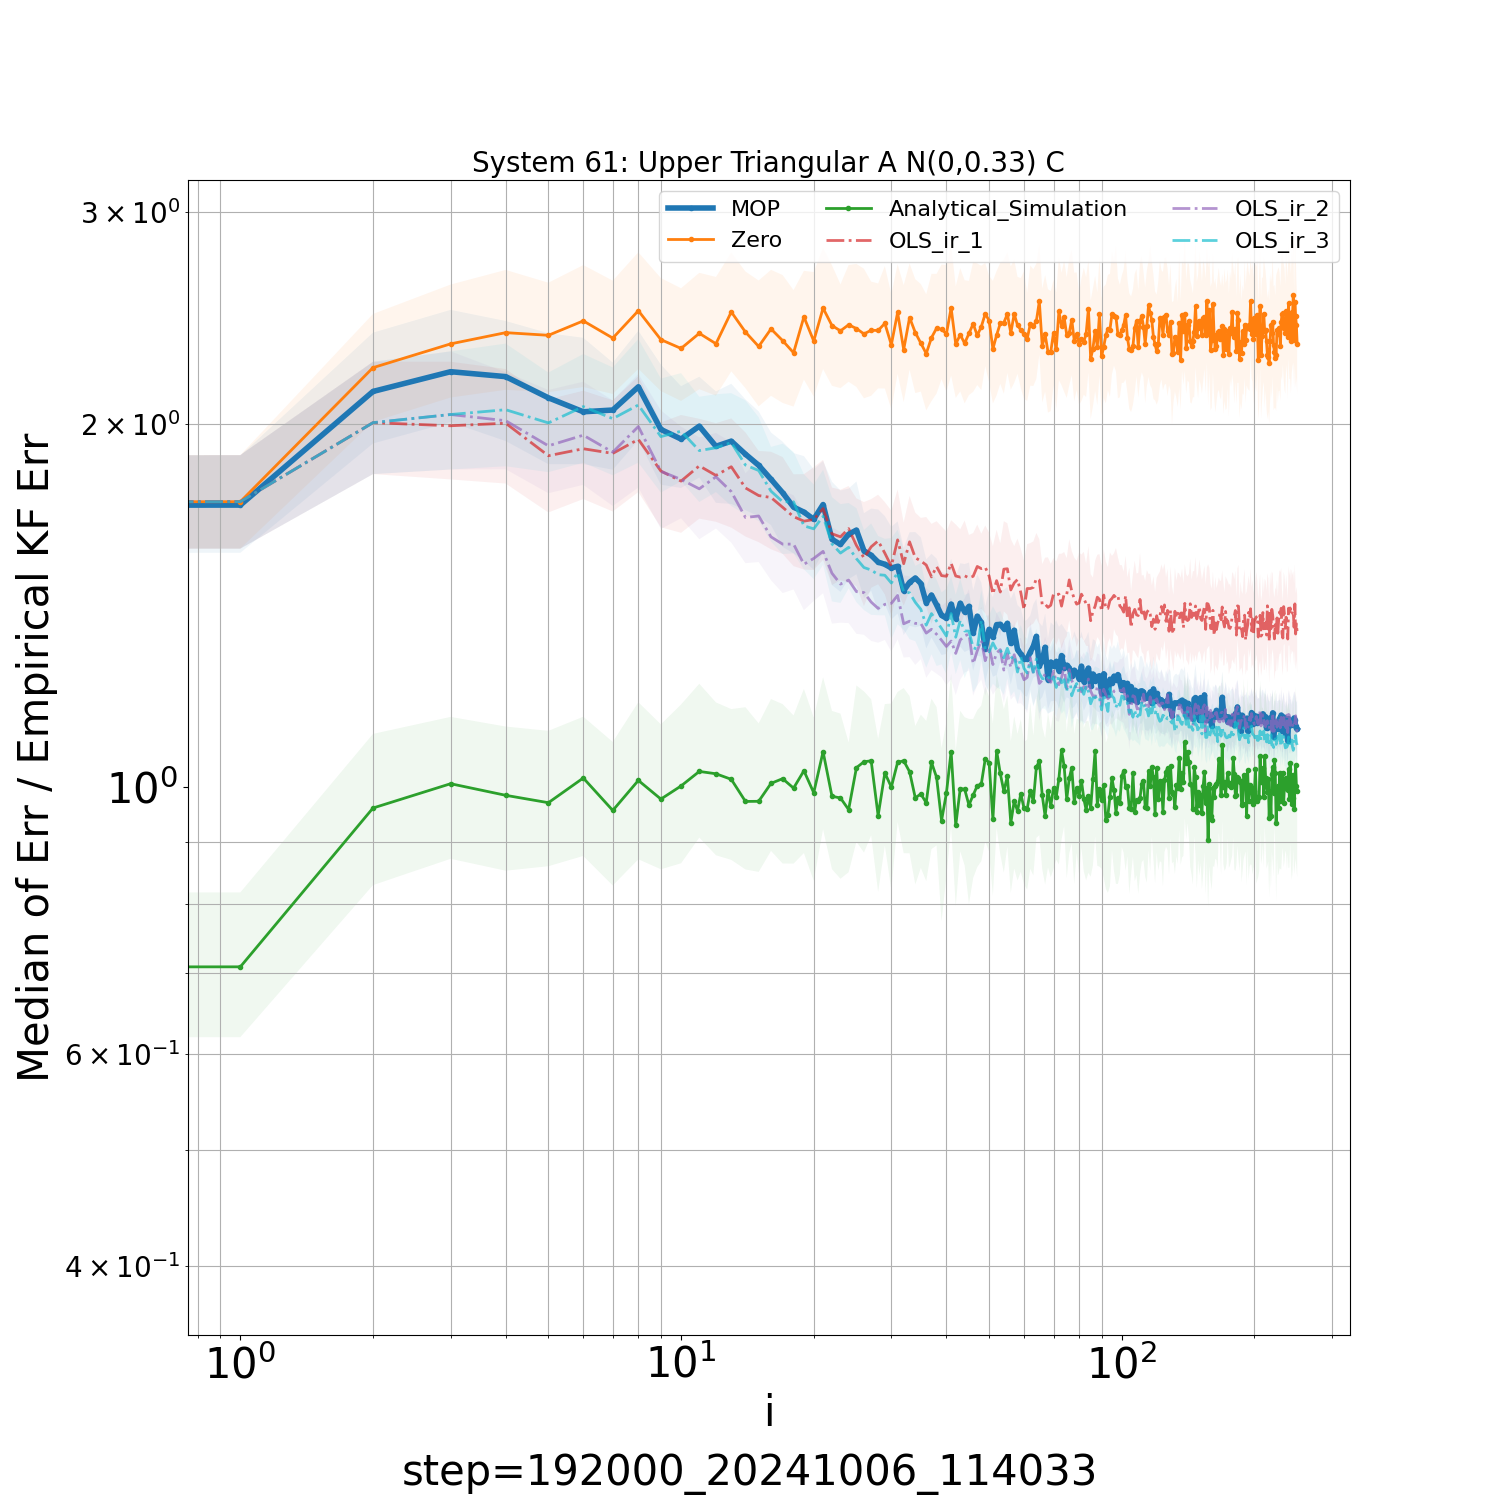 System 61: Upper Triangular A N(0,0.33) C
MOP
Zero
Analytical_Simulation
OLS_ir_1
OLS_ir_2
OLS_ir_3
Median of Err / Empirical KF Err
3 × 10⁰
2 × 10⁰
10⁰
6 × 10⁻¹
4 × 10⁻¹
10⁰ 10¹ 10²
i
step=192000_20241006_114033